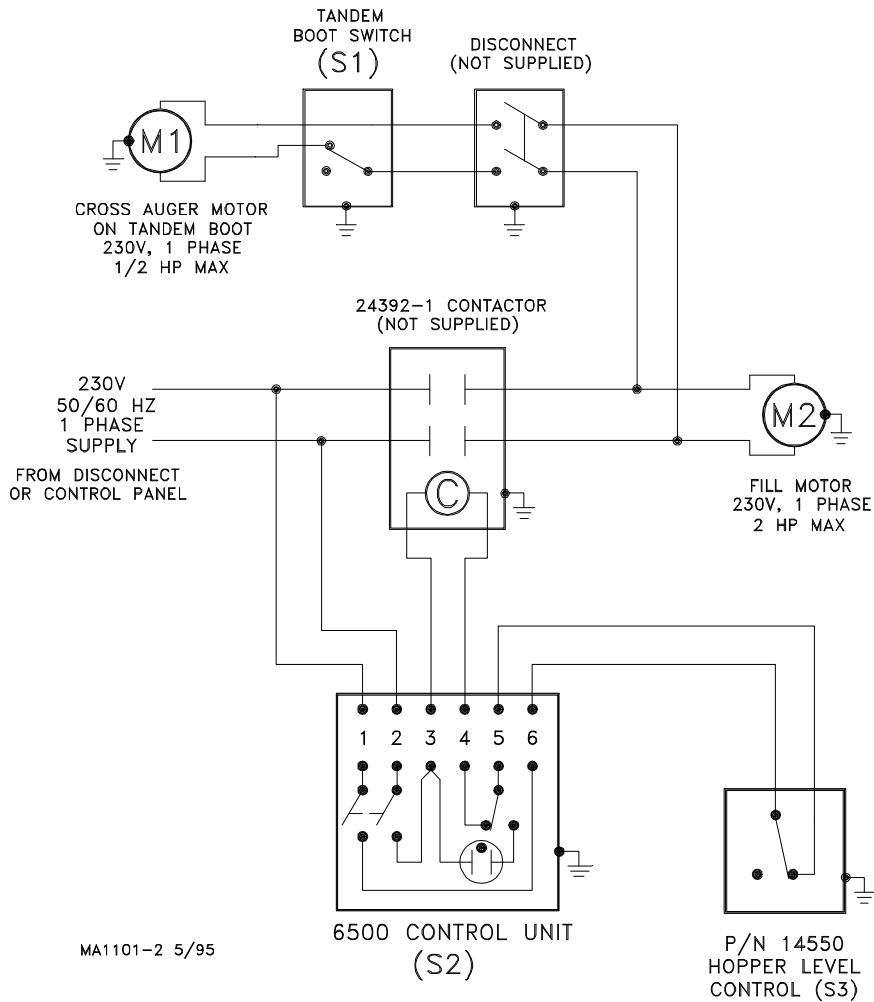 TANDEM
BOOT SWITCH
(S1)
DISCONNECT
(NOT SUPPLIED)
M1
CROSS AUGER MOTOR
ON TANDEM BOOT
230V, 1 PHASE
1/2 HP MAX
24392-1 CONTACTOR
(NOT SUPPLIED)
230V
50/60 HZ
1 PHASE
SUPPLY
FROM DISCONNECT
OR CONTROL PANEL
C
M2
FILL MOTOR
230V, 1 PHASE
2 HP MAX
1 2 3 4 5 6
6500 CONTROL UNIT
(S2)
MA1101-2 5/95
P/N 14550
HOPPER LEVEL
CONTROL (S3)